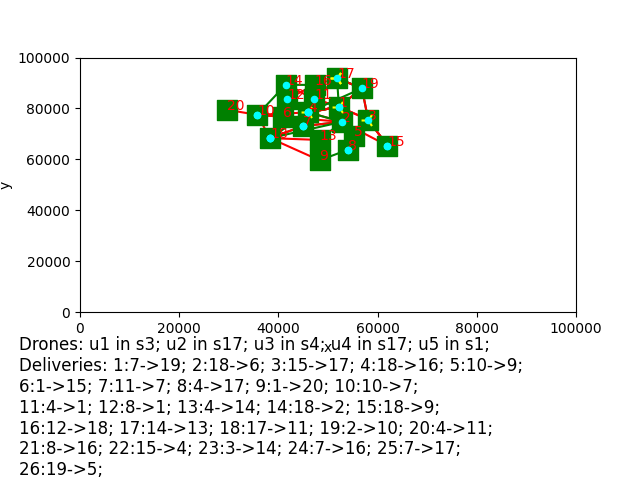 100000
80000
60000
40000
20000
0
y
0 20000 40000 60000 80000 100000
x
20
17
19
15
13
Drones: u1 in s3; u2 in s17; u3 in s4; u4 in s17; u5 in s1;
Deliveries: 1:7->19; 2:18->6; 3:15->17; 4:18->16; 5:10->9;
6:1->15; 7:11->7; 8:4->17; 9:1->20; 10:10->7;
11:4->1; 12:8->1; 13:4->14; 14:18->2; 15:18->9;
16:12->18; 17:14->13; 18:17->11; 19:2->10; 20:4->11;
21:8->16; 22:15->4; 23:3->14; 24:7->16; 25:7->17;
26:19->5;